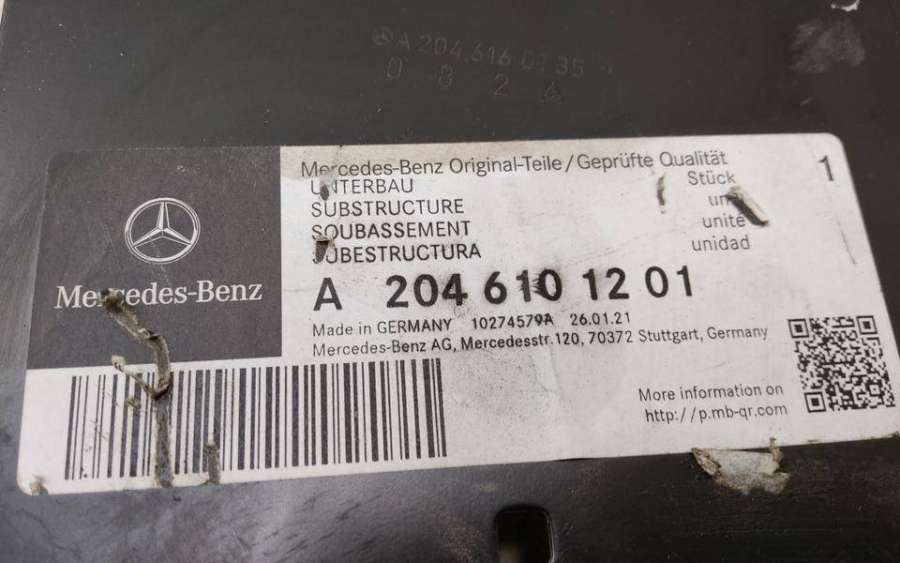 A 204 616 01 35
0 8 2
Mercedes-Benz
Mercedes-Benz Original-Teile/Geprüfte Qualität
UNTERBAU
SUBSTRUCTURE
SOUBASSEMENT
SUBESTRUCTURA
Stück
unité
unidad
1
A 204 610 12 01
Made in GERMANY 10274579A 26.01.21
Mercedes-Benz AG, Mercedesstr.120, 70372 Stuttgart, Germany
More information on
http://p.mb-qr.com